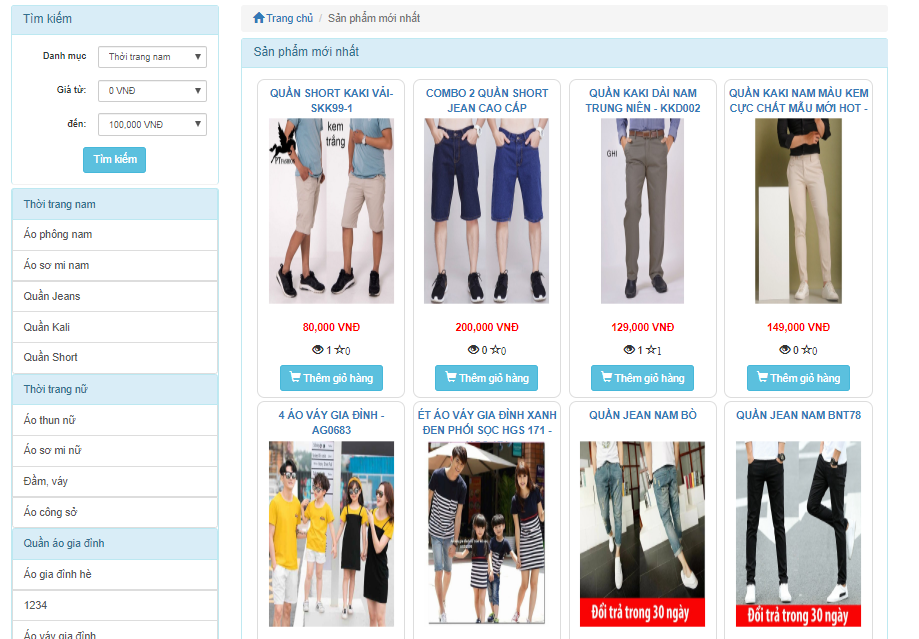 Tìm kiếm
Danh mục
Thời trang nam
Giá từ:
0 VNĐ
đến:
100,000 VNĐ
Tìm kiếm
Thời trang nam
Áo phông nam
Áo sơ mi nam
Quần Jeans
Quần Kali
Quần Short
Thời trang nữ
Áo thun nữ
Áo sơ mi nữ
Đầm, váy
Áo công sở
Quần áo gia đình
Áo gia đình hè
1234
Áo váy gia đình
Trang chủ / Sản phẩm mới nhất
Sản phẩm mới nhất
QUẦN SHORT KAKI VẢI-
SKK99-1
kem
trắng
80,000 VNĐ
1 0
Thêm giỏ hàng
COMBO 2 QUẦN SHORT
JEAN CAO CẤP
200,000 VNĐ
0 0
Thêm giỏ hàng
QUẦN KAKI DÀI NAM
TRUNG NIÊN - KKD002
GHI
129,000 VNĐ
1 1
Thêm giỏ hàng
QUẦN KAKI NAM MÀU KEM
CỰC CHẤT MẪU MỚI HOT -
149,000 VNĐ
0 0
Thêm giỏ hàng
4 ÁO VÁY GIA ĐÌNH -
AG0683
ÉT ÁO VÁY GIA ĐÌNH XANH
ĐEN PHỐI SỌC HGS 171 -
QUẦN JEAN NAM BÒ
Đổi trả trong 30 ngày
QUẦN JEAN NAM BNT78
Đổi trả trong 30 ngày